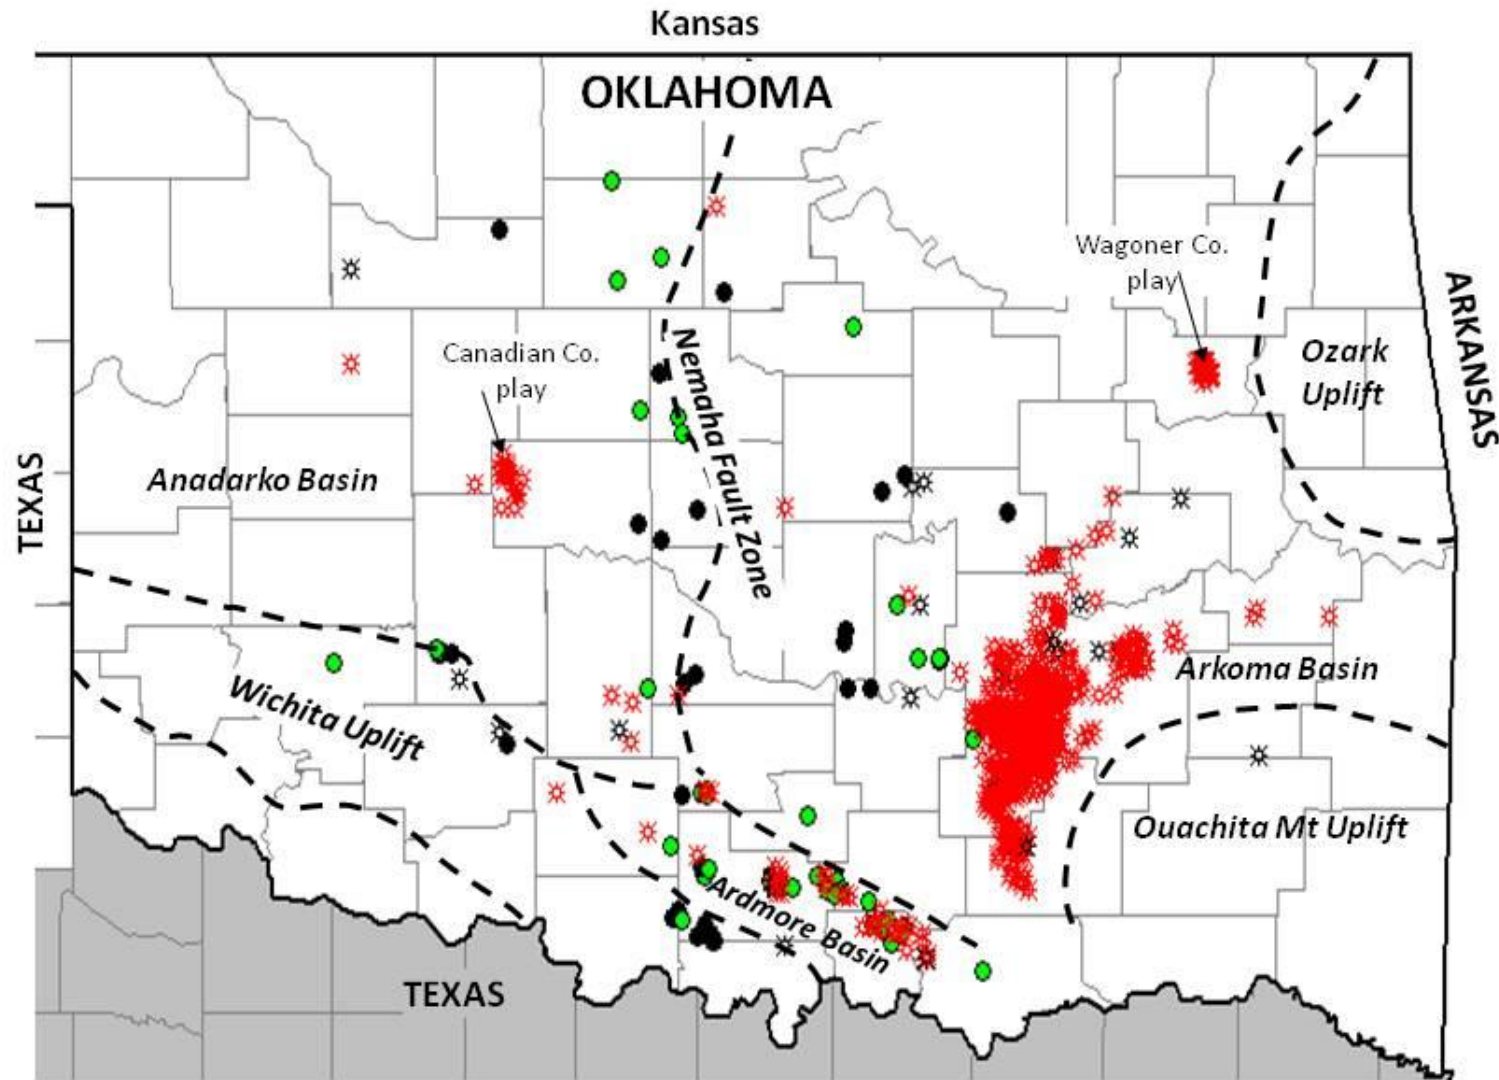 Kansas
OKLAHOMA
Wagoner Co.
play
ARKANSAS
Canadian Co.
play
Nemaha Fault Zone
Ozark
Uplift
TEXAS
Anadarko Basin
Arkoma Basin
Wichita Uplift
Ouachita Mt Uplift
Ardmore Basin
TEXAS